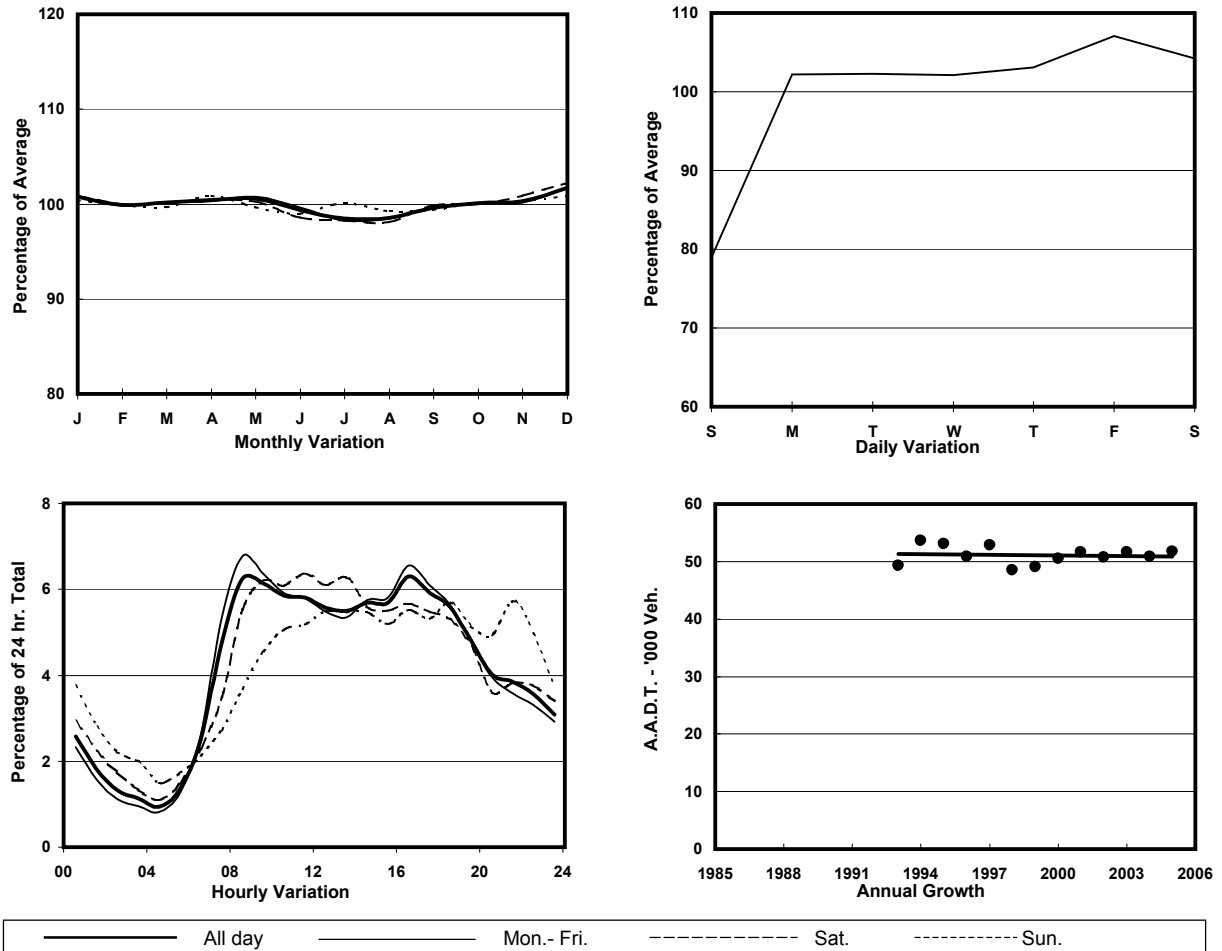 120
110
100
90
80
Percentage of Average
J F M A M J J A S O N D
Monthly Variation
110
100
90
80
70
60
Percentage of Average
S M T W T F S
Daily Variation
8
6
4
2
0
Percentage of 24 hr. Total
00 04 08 12 16 20 24
Hourly Variation
60
50
40
30
20
10
0
A.A.D.T. - '000 Veh.
1985 1988 1991 1994 1997 2000 2003 2006
Annual Growth
All day Mon.- Fri. Sat. Sun.